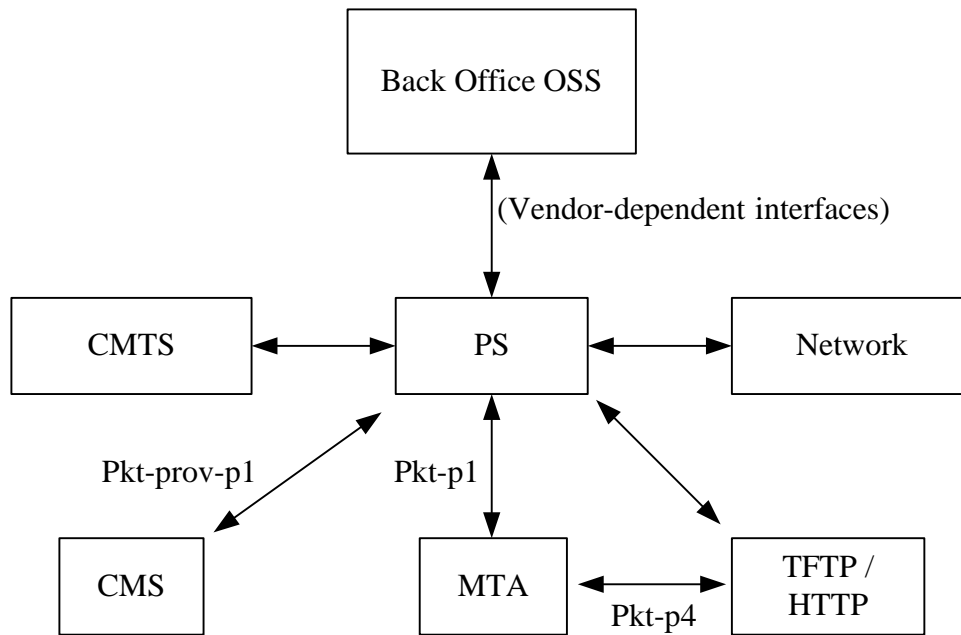 Back Office OSS
(Vendor-dependent interfaces)
CMTS
PS
Network
Pkt-prov-p1
Pkt-p1
CMS
MTA
TFTP /
HTTP
Pkt-p4